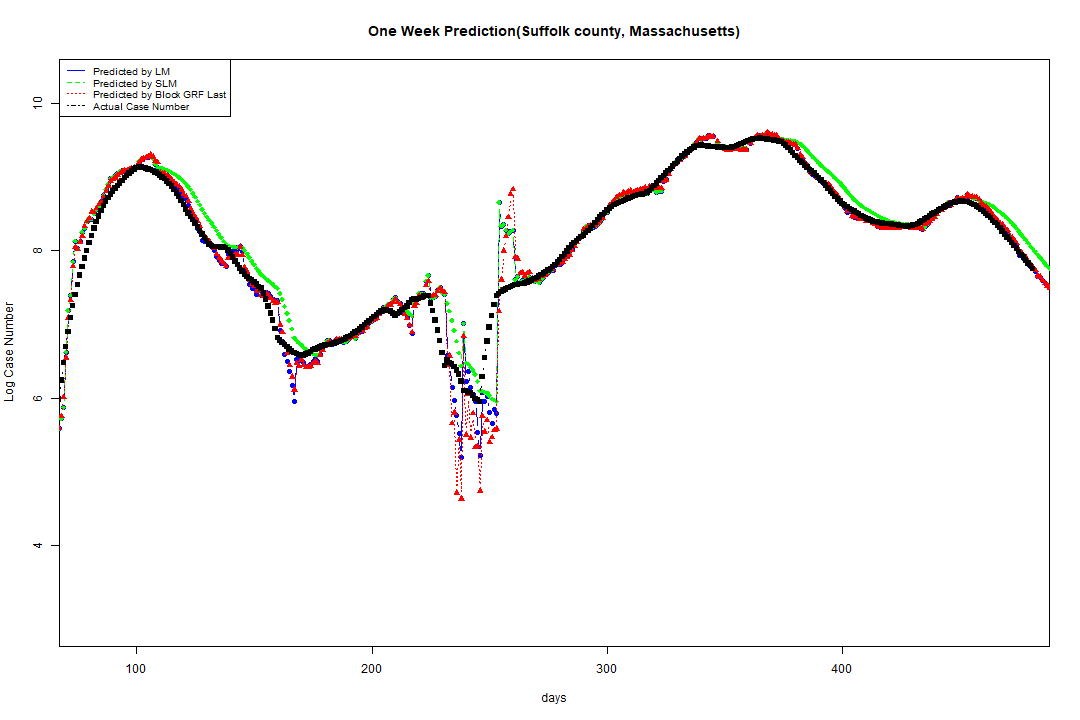 One Week Prediction(Suffolk county, Massachusetts)
Predicted by LM
Predicted by SLM
Predicted by Block GRF Last
Actual Case Number
10
8
6
4
Log Case Number
100 200 300 400
days